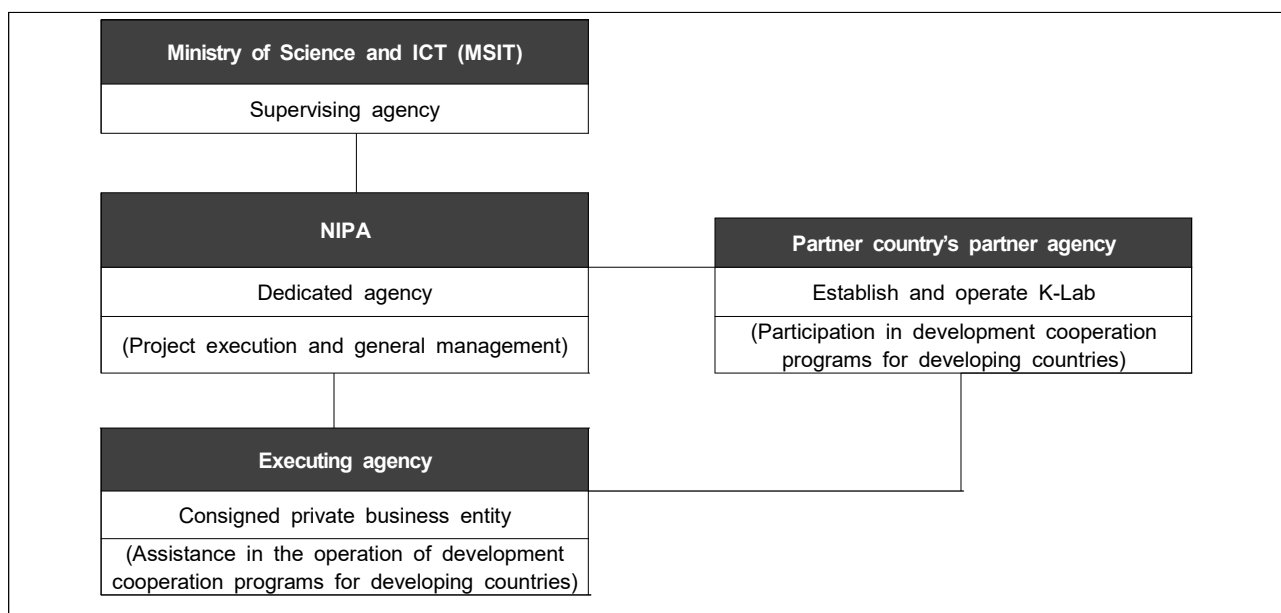 Ministry of Science and ICT (MSIT)
Supervising agency
NIPA
Dedicated agency
(Project execution and general management)
Partner country’s partner agency
Establish and operate K-Lab
(Participation in development cooperation
programs for developing countries)
Executing agency
Consigned private business entity
(Assistance in the operation of development
cooperation programs for developing countries)